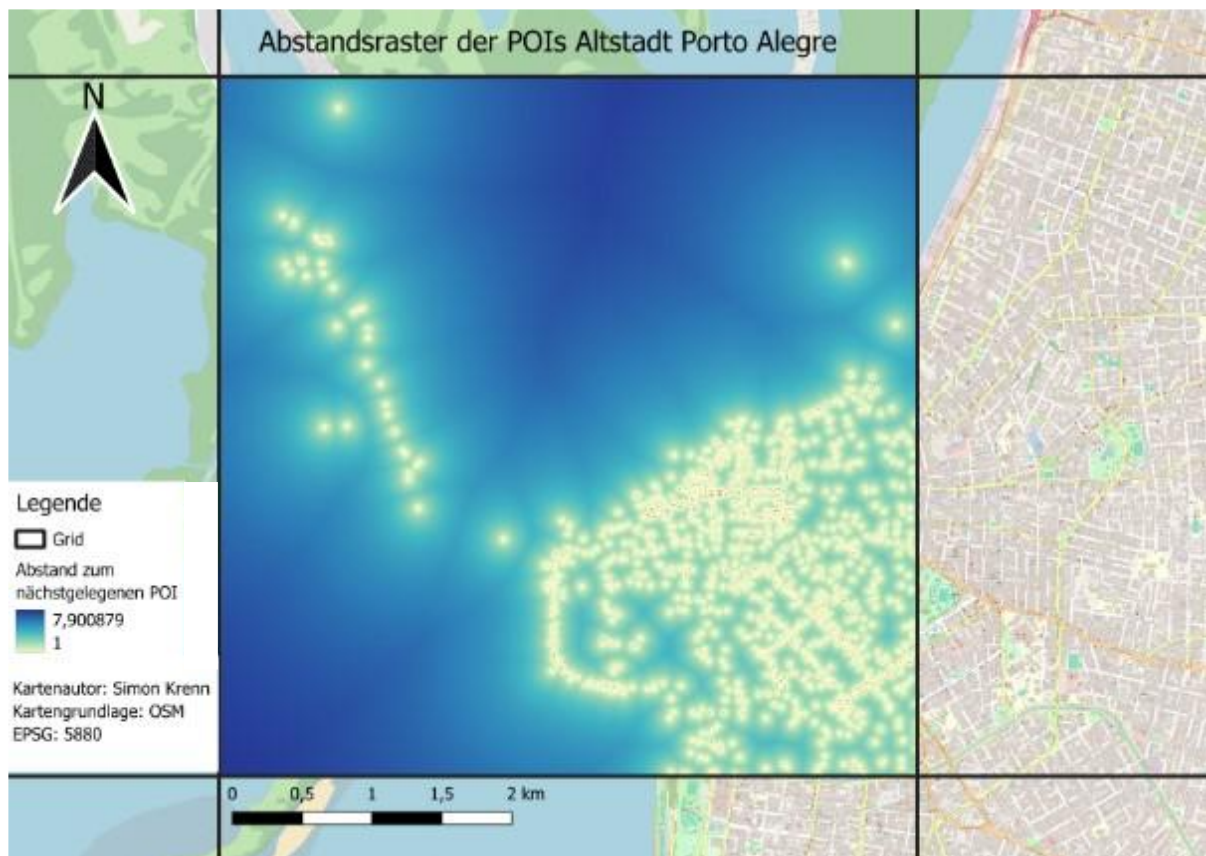 Abstandsraster der POIs Altstadt Porto Alegre
N
Legende
Grid
Abstand zum
nächstgelegenen POI
7,900879
1
Kartenautor: Simon Krenn
Kartengrundlage: OSM
EPSG: 5880
0 0,5 1 1,5 2 km